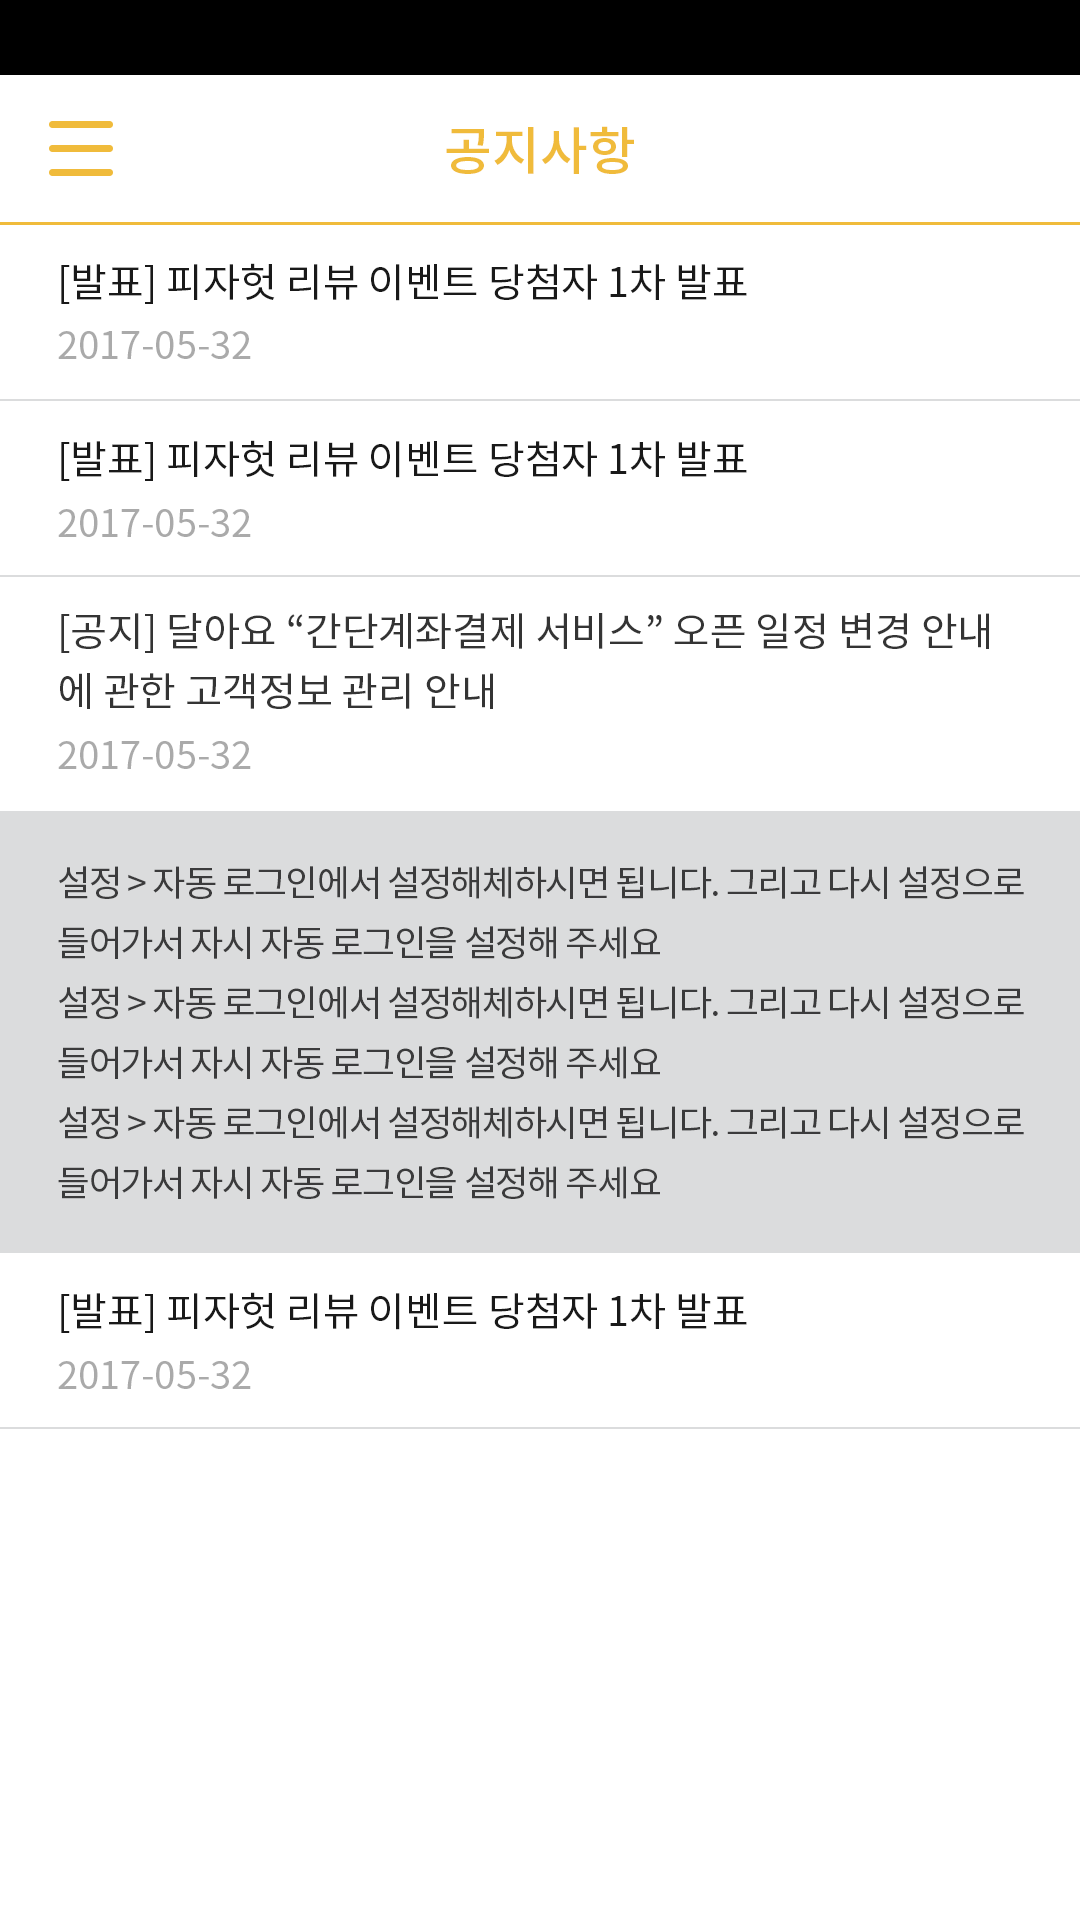 공지사항
[발표] 피자헛 리뷰 이벤트 당첨자 1차 발표
2017-05-32
[발표] 피자헛 리뷰 이벤트 당첨자 1차 발표
2017-05-32
[공지] 달아요 “간단계좌결제 서비스” 오픈 일정 변경 안내
에 관한 고객정보 관리 안내
2017-05-32
설정 > 자동 로그인에서 설정해체하시면 됩니다. 그리고 다시 설정으로
들어가서 자시 자동 로그인을 설정해 주세요
설정 > 자동 로그인에서 설정해체하시면 됩니다. 그리고 다시 설정으로
들어가서 자시 자동 로그인을 설정해 주세요
설정 > 자동 로그인에서 설정해체하시면 됩니다. 그리고 다시 설정으로
들어가서 자시 자동 로그인을 설정해 주세요
[발표] 피자헛 리뷰 이벤트 당첨자 1차 발표
2017-05-32